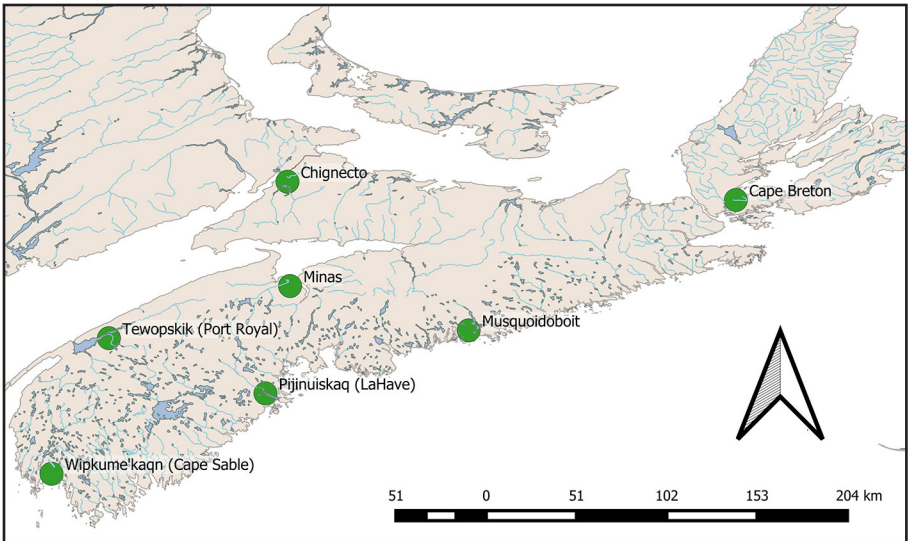 Chignecto
Cape Breton
Minas
Musquoidoboit
Tewopskik (Port Royal)
Pijinuiskaq (LaHave)
Wipkume'kaqn (Cape Sable)
51 0 51 102 153 204 km